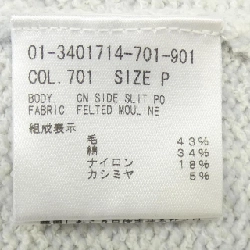 01-3401714-701-901
COL.701 SIZE P
BODY CN SIDE SLIT PO
FABRIC FELTED MOULINE
組成表示
毛 43%
絹 34%
ナイロン 18%
カシミヤ 5%